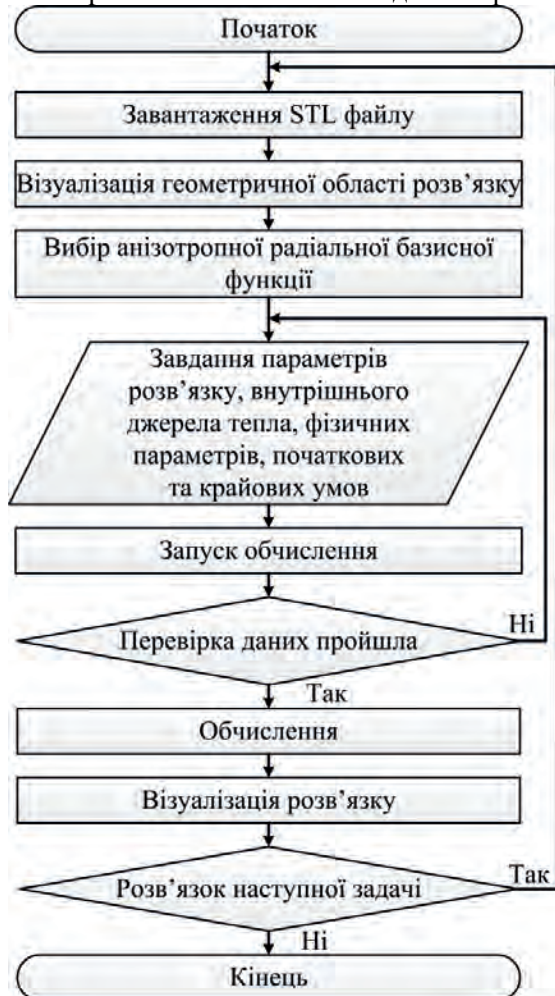 Початок
Завантаження STL файлу
Візуалізація геометричної області розв’язку
Вибір анізотропної радіальної базисної
функції
Завдання параметрів
розв’язку, внутрішнього
джерела тепла, фізичних
параметрів, початкових
та крайових умов
Запуск обчислення
Перевірка даних пройшла
Ні
Так
Обчислення
Візуалізація розв’язку
Розв’язок наступної задачі
Так
Ні
Кінець